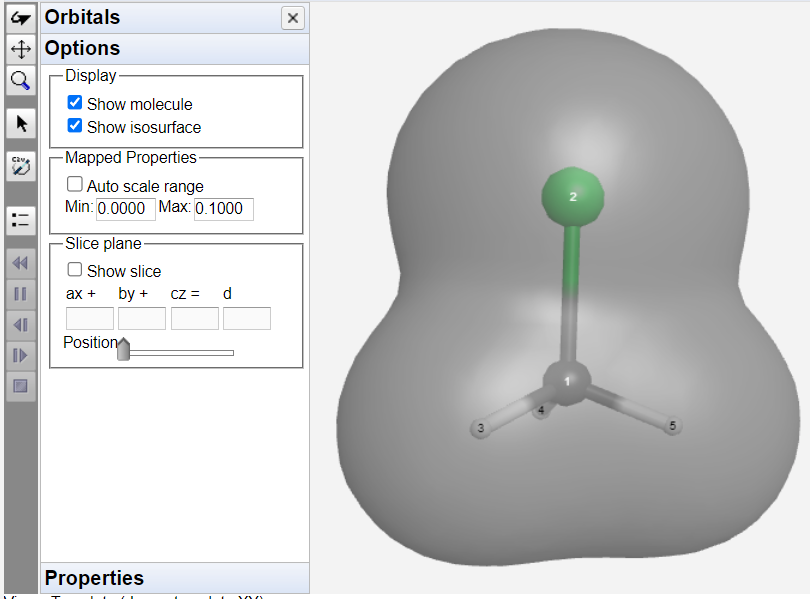 Orbitals
Options
Display
Show molecule
Show isosurface
Mapped Properties
Auto scale range
Min: 0.0000 Max: 0.1000
Slice plane
Show slice
ax + by + cz = d
Position
Properties
2
1
3 4 5